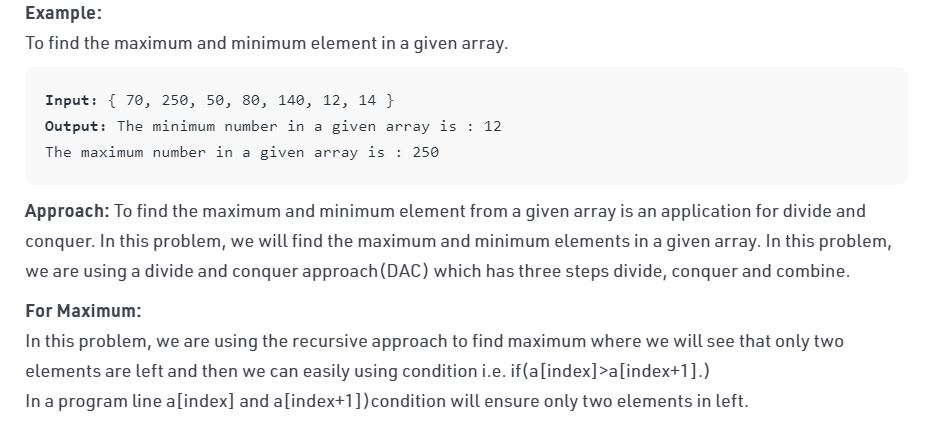 Example:
To find the maximum and minimum element in a given array.
Input: { 70, 250, 50, 80, 140, 12, 14 }
Output: The minimum number in a given array is : 12
The maximum number in a given array is : 250
Approach: To find the maximum and minimum element from a given array is an application for divide and
conquer. In this problem, we will find the maximum and minimum elements in a given array. In this problem,
we are using a divide and conquer approach(DAC) which has three steps divide, conquer and combine.
For Maximum:
In this problem, we are using the recursive approach to find maximum where we will see that only two
elements are left and then we can easily using condition i.e. if(a[index]>a[index+1].)
In a program line a[index] and a[index+1])condition will ensure only two elements in left.